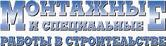 МОНТАЖНЫЕ
И СПЕЦИАЛЬНЫЕ
РАБОТЫ В СТРОИТЕЛЬСТВЕ